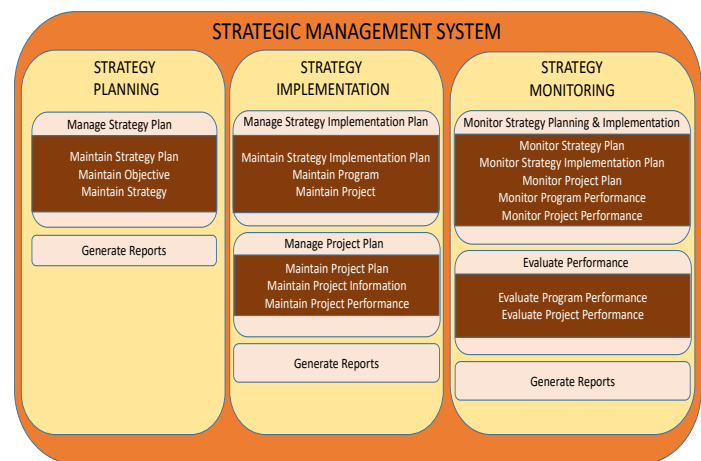 STRATEGIC MANAGEMENT SYSTEM
STRATEGY
PLANNING
Manage Strategy Plan
Maintain Strategy Plan
Maintain Objective
Maintain Strategy
Generate Reports
STRATEGY
IMPLEMENTATION
Manage Strategy Implementation Plan
Maintain Strategy Implementation Plan
Maintain Program
Maintain Project
Manage Project Plan
Maintain Project Plan
Maintain Project Information
Maintain Project Performance
Generate Reports
STRATEGY
MONITORING
Monitor Strategy Planning & Implementation
Monitor Strategy Plan
Monitor Strategy Implementation Plan
Monitor Project Plan
Monitor Program Performance
Monitor Project Performance
Evaluate Performance
Evaluate Program Performance
Evaluate Project Performance
Generate Reports